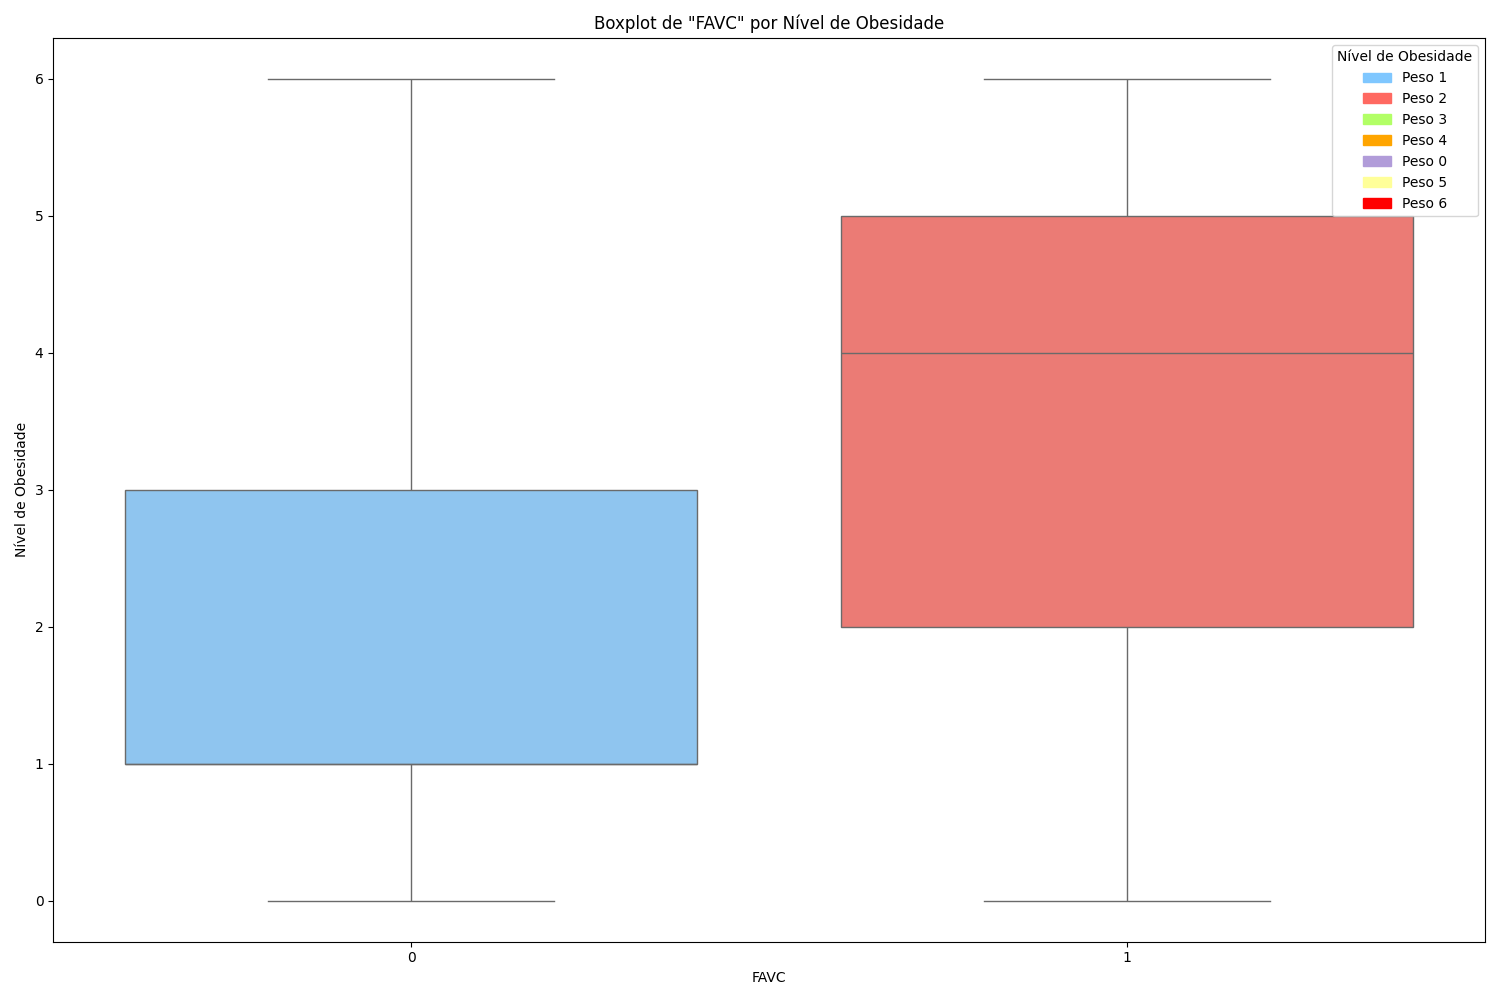 Boxplot de "FAVC" por Nível de Obesidade
Nível de Obesidade
Peso 1
Peso 2
Peso 3
Peso 4
Peso 0
Peso 5
Peso 6
6
5
4
3
2
1
0
Nível de Obesidade
0
1
FAVC